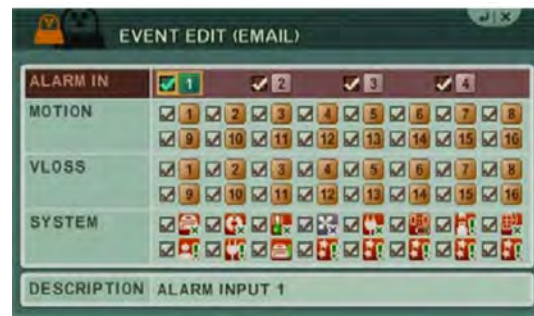 EVENT EDIT (EMAIL)
ALARM IN 1 2 3 4
MOTION 1 2 3 4 5 6 7 8
9 10 11 12 13 14 15 16
VLOSS 1 2 3 4 5 6 7 8
9 10 11 12 13 14 15 16
SYSTEM
DESCRIPTION ALARM INPUT 1